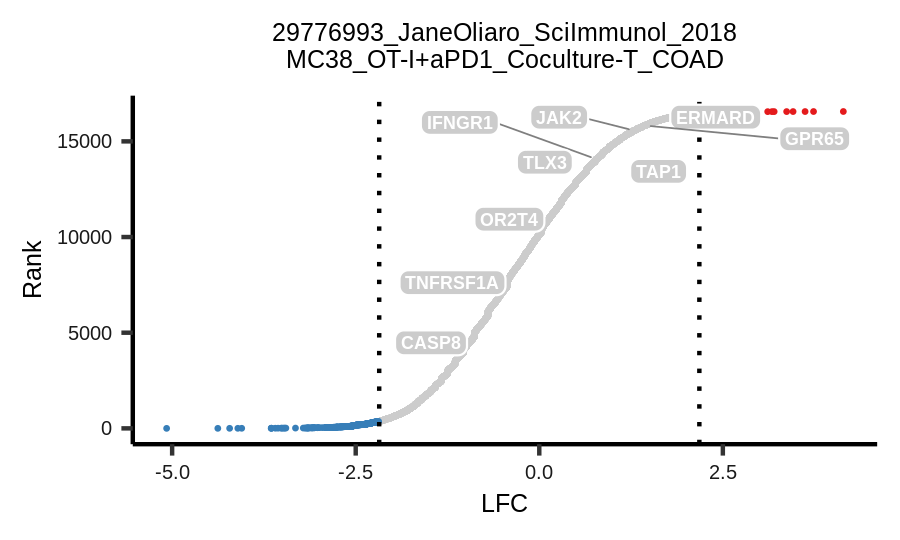 29776993_JaneOliaro_SciImmunol_2018
MC38_OT-I+aPD1_Coculture-T_COAD
IFNGR1
JAK2
ERMARD
GPR65
TLX3
TAP1
OR2T4
TNFRSF1A
CASP8
Rank
15000
10000
5000
0
-5.0
-2.5
0.0
2.5
LFC